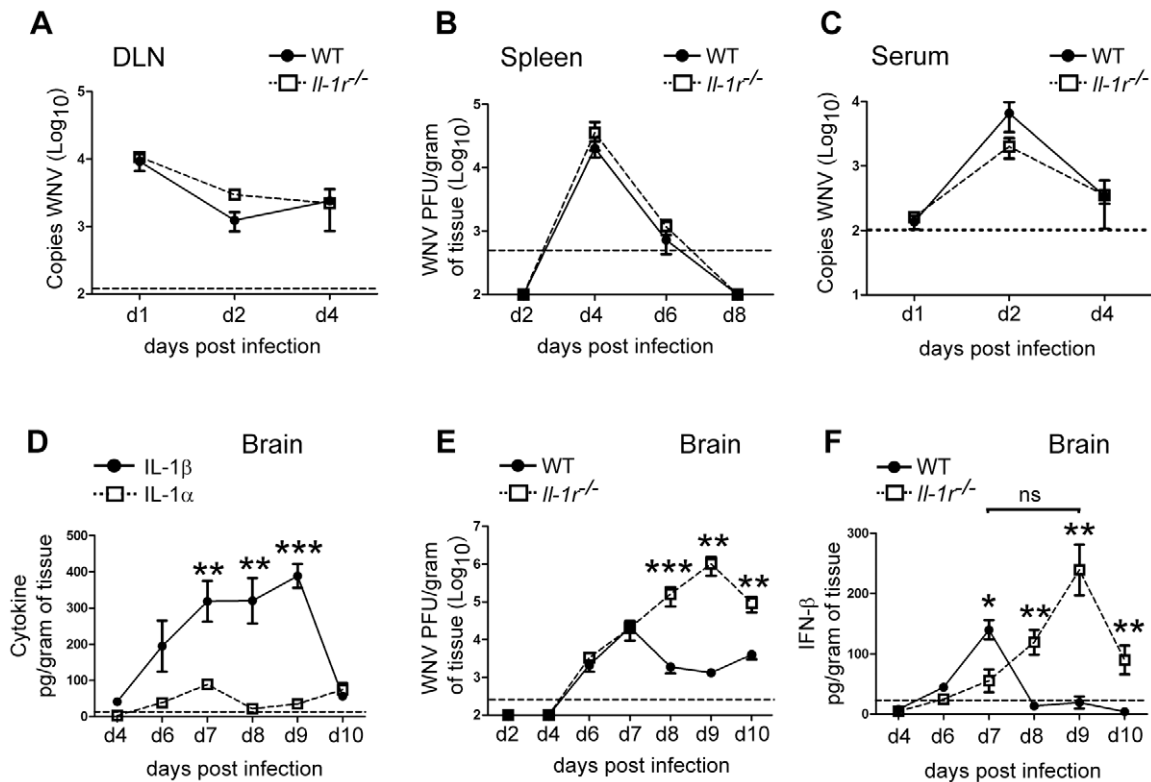 A
DLN
WT
Il-1r-/-
Copies WNV (Log10)
4
3
2
d1 d2 d4
days post infection
B
Spleen
WT
Il-1r-/-
WNV PFU/gram
of tissue (Log10)
5
4
3
2
d2 d4 d6 d8
days post infection
C
Serum
WT
Il-1r-/-
Copies WNV (Log10)
4
3
2
1
d1 d2 d4
days post infection
D
Brain
IL-1β
IL-1α
Cytokine
pg/gram of tissue
500
400
300
200
100
0
** ** ***
d4 d6 d7 d8 d9 d10
days post infection
E
Brain
WT
Il-1r-/-
WNV PFU/gram
of tissue (Log10)
7
6
5
4
3
2
*** ** **
d2 d4 d6 d7 d8 d9 d10
days post infection
F
Brain
WT
Il-1r-/-
ns
IFN-β
pg/gram of tissue
300
200
100
0
* ** ** **
d4 d6 d7 d8 d9 d10
days post infection